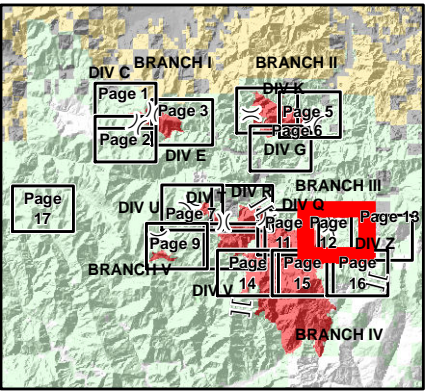 BRANCH I
BRANCH II
DIV C
DIV K
Page 1
Page 3
Page 5
Page 6
Page 2
DIV E
DIV G
BRANCH III
Page
17
DIV U
DIV R
DIV Q
Page 7
Page
11
Page
12
Page 13
Page 9
DIV Z
BRANCH V
Page
14
Page
15
Page
16
DIV V
BRANCH IV